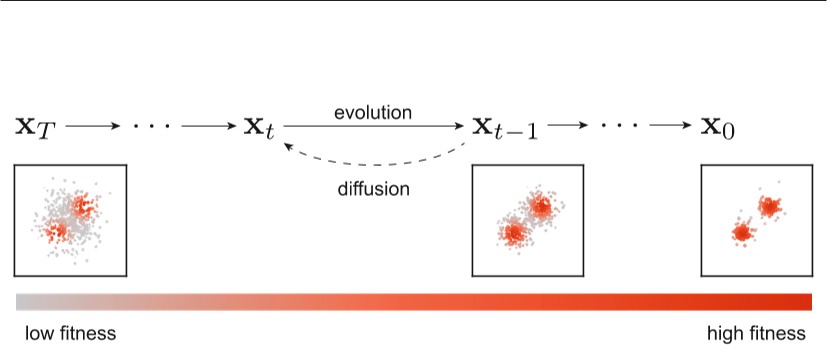 evolution
x_T → ··· → x_t → x_{t−1} → ··· → x_0
diffusion
low fitness high fitness